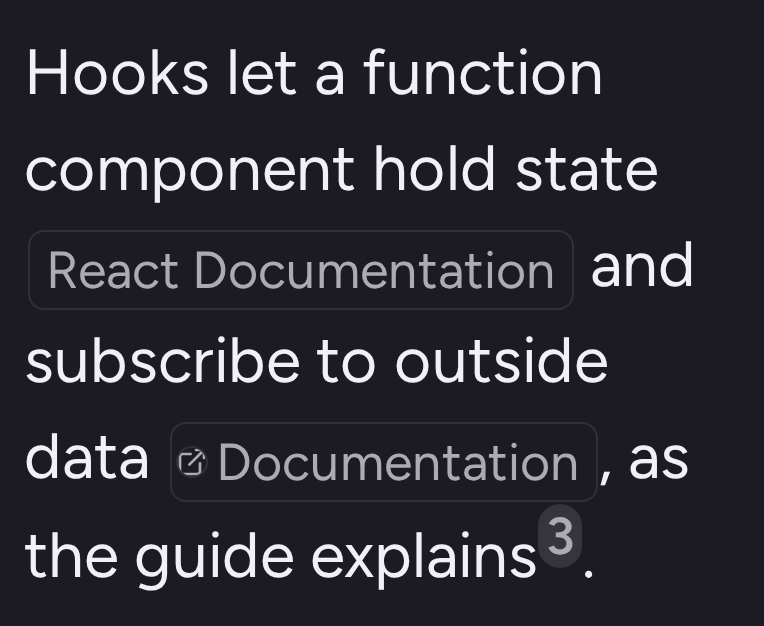 Hooks let a function
component hold state
React Documentation and
subscribe to outside
data Documentation, as
the guide explains3.